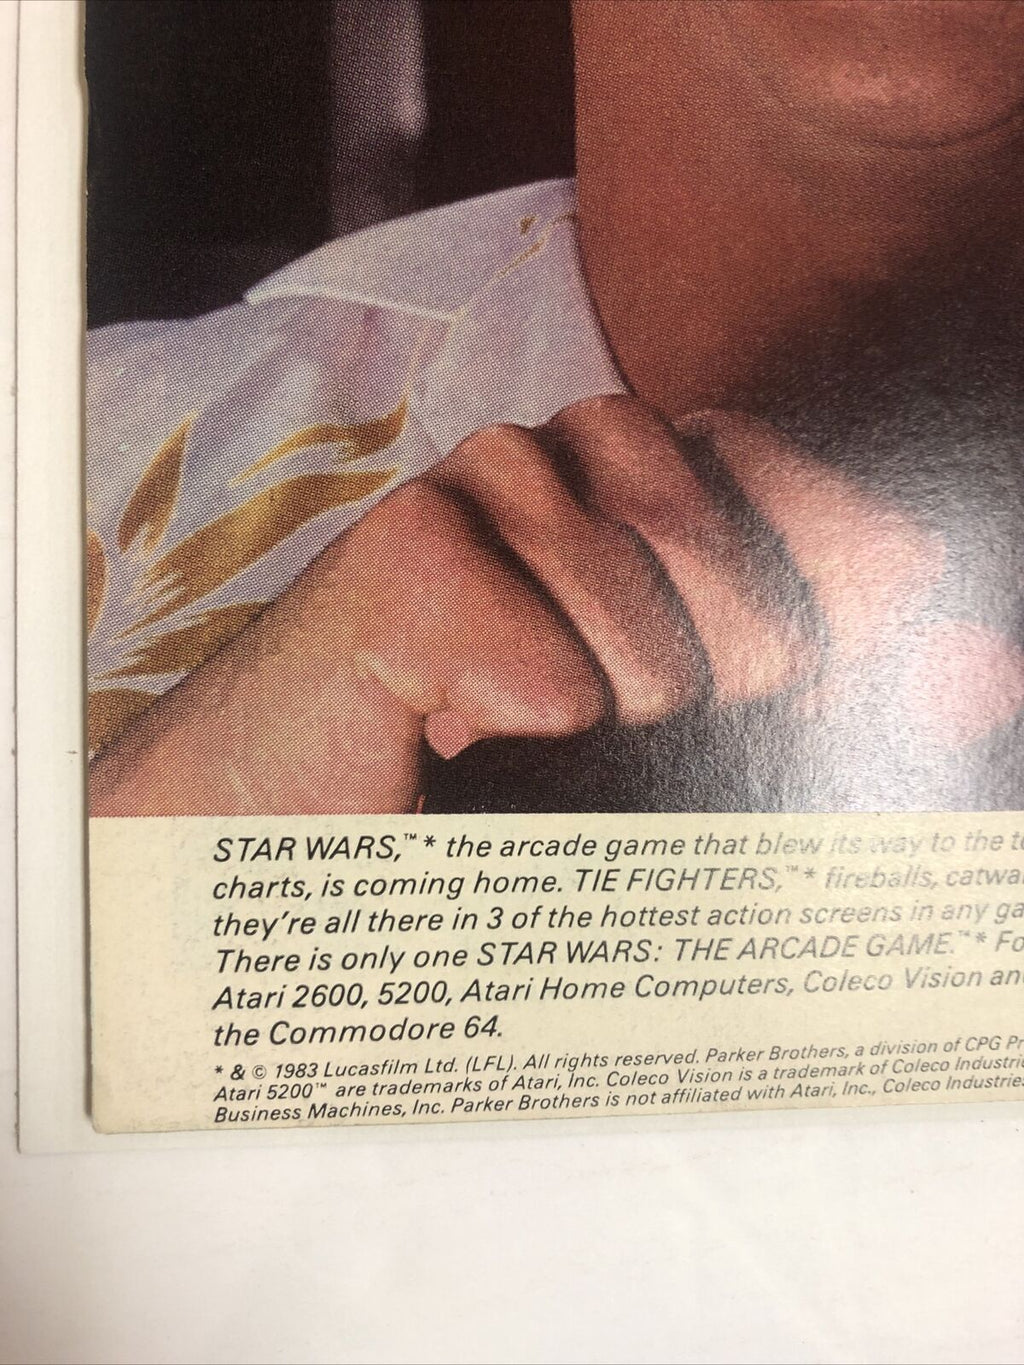 STAR WARS,™* the arcade game that blew its way to the
charts, is coming home. TIE FIGHTERS,™* fireballs,
they're all there in 3 of the hottest action screens in any
There is only one STAR WARS: THE ARCADE GAME.™*
Atari 2600, 5200, Atari Home Computers, Coleco Vision
the Commodore 64.
* & © 1983 Lucasfilm Ltd. (LFL). All rights reserved. Parker Brothers, a division of CPG
Atari 5200™ are trademarks of Atari, Inc. Coleco Vision is a trademark of Coleco
Business Machines, Inc. Parker Brothers is not affiliated with Atari, Inc., Coleco